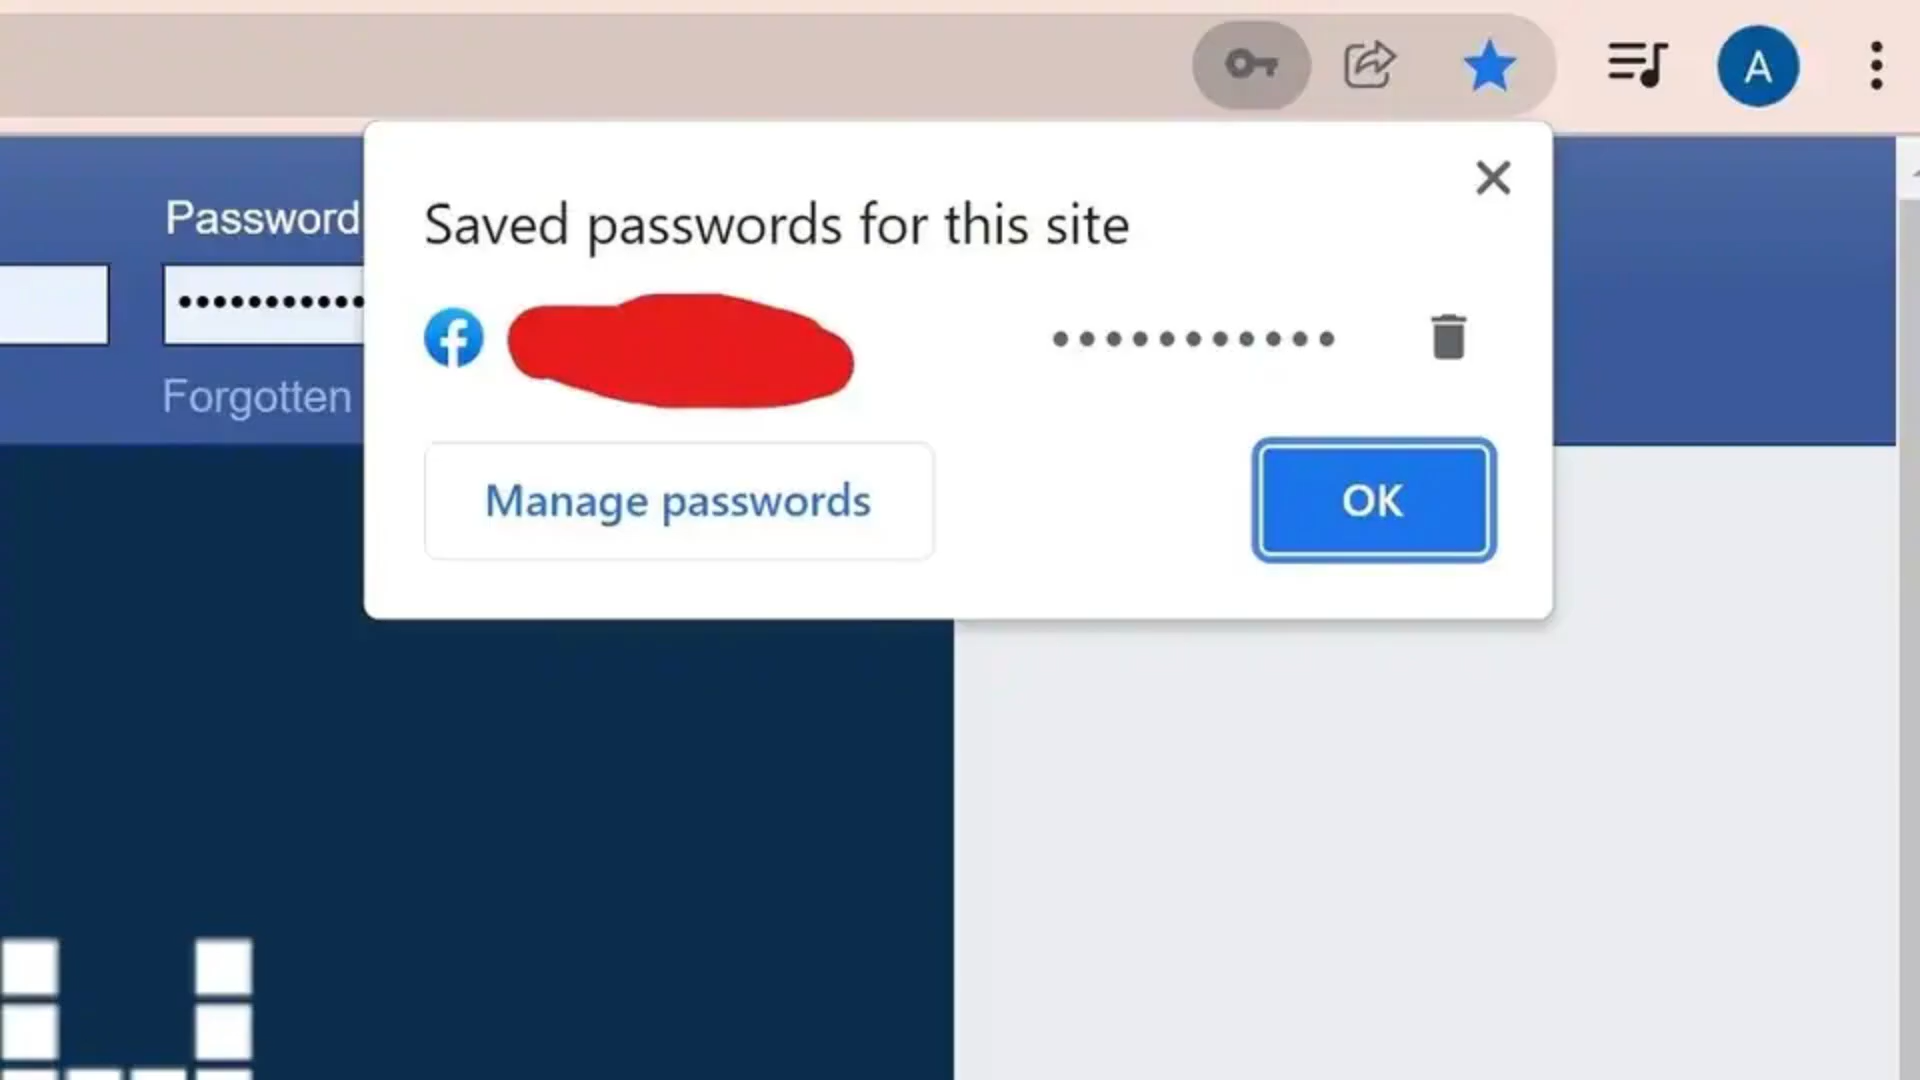 A
Password
•••••••••••
Forgotten
Saved passwords for this site
•••••••••••
Manage passwords
OK